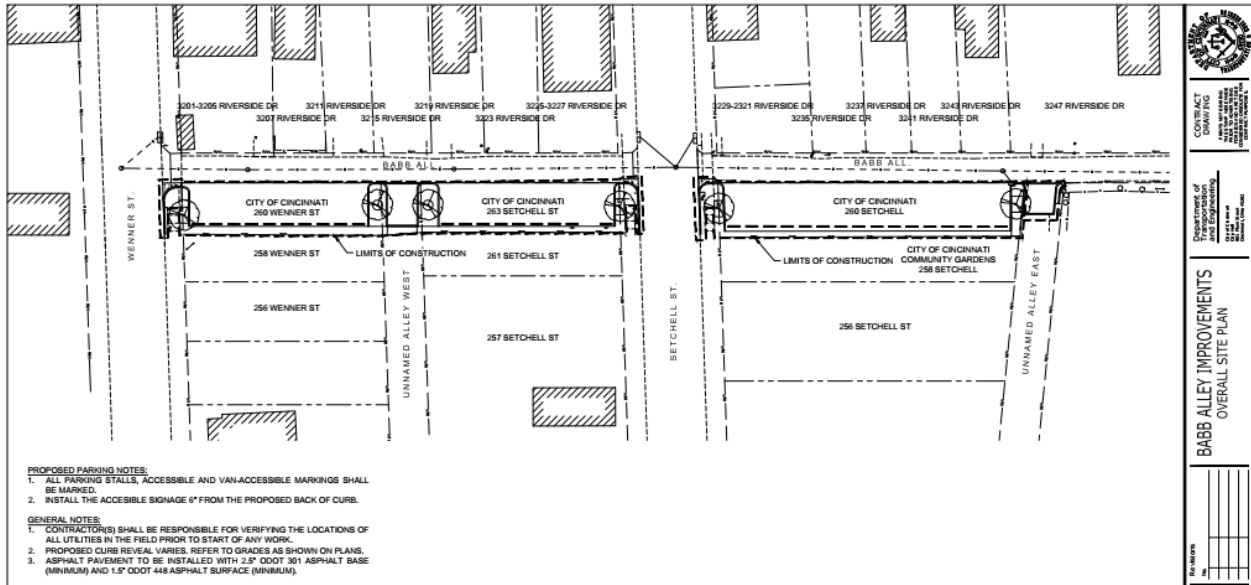 3201-3205 RIVERSIDE DR
3211 RIVERSIDE DR
3219 RIVERSIDE DR
3225-3227 RIVERSIDE DR
3229-2321 RIVERSIDE DR
3237 RIVERSIDE DR
3243 RIVERSIDE DR
3247 RIVERSIDE DR
3207 RIVERSIDE DR
3215 RIVERSIDE DR
3223 RIVERSIDE DR
3235 RIVERSIDE DR
3241 RIVERSIDE DR
BABB ALL.
BABB ALL.
WENNER ST.
CITY OF CINCINNATI
260 WENNER ST
CITY OF CINCINNATI
263 SETCHELL ST
CITY OF CINCINNATI
260 SETCHELL
258 WENNER ST
LIMITS OF CONSTRUCTION
261 SETCHELL ST
LIMITS OF CONSTRUCTION
CITY OF CINCINNATI
COMMUNITY GARDENS
258 SETCHELL
256 WENNER ST
UNNAMED ALLEY WEST
257 SETCHELL ST
SETCHELL ST.
256 SETCHELL ST
UNNAMED ALLEY EAST
PROPOSED PARKING NOTES:
1. ALL PARKING STALLS, ACCESSIBLE AND VAN-ACCESSIBLE MARKINGS SHALL
BE MARKED.
2. INSTALL THE ACCESIBLE SIGNAGE 6" FROM THE PROPOSED BACK OF CURB.
GENERAL NOTES:
1. CONTRACTOR(S) SHALL BE RESPONSIBLE FOR VERIFYING THE LOCATIONS OF
ALL UTILITIES IN THE FIELD PRIOR TO START OF ANY WORK.
2. PROPOSED CURB REVEAL VARIES. REFER TO GRADES AS SHOWN ON PLANS.
3. ASPHALT PAVEMENT TO BE INSTALLED WITH 2.5" ODOT 301 ASPHALT BASE
(MINIMUM) AND 1.5" ODOT 448 ASPHALT SURFACE (MINIMUM).
CONTRACT
DRAWING
Department of
Transportation
and Engineering
BABB ALLEY IMPROVEMENTS
OVERALL SITE PLAN
Revisions
No.